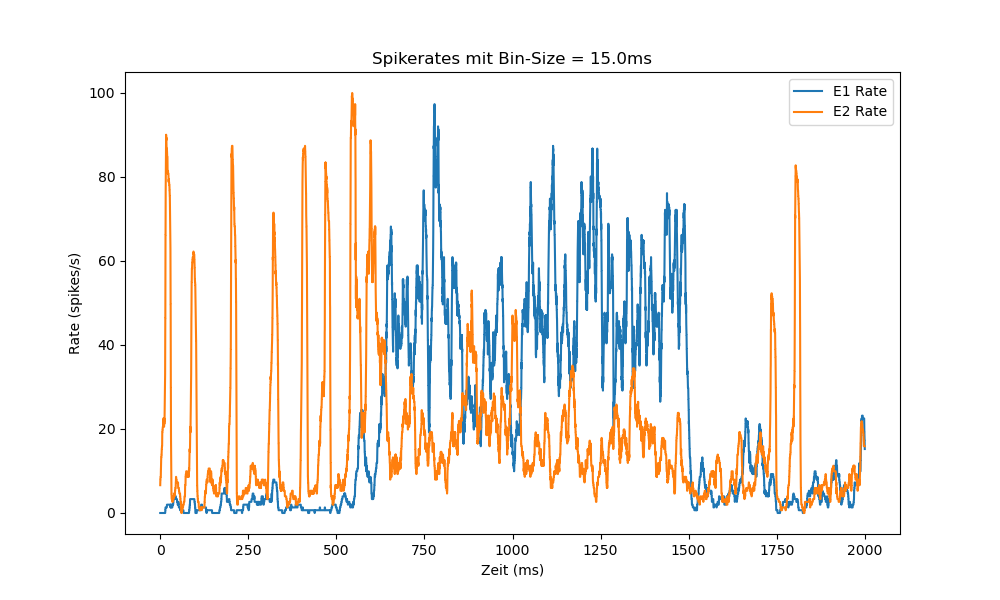 Spikerates mit Bin-Size = 15.0ms
E1 Rate
E2 Rate
100
80
60
40
20
0
Rate (spikes/s)
0 250 500 750 1000 1250 1500 1750 2000
Zeit (ms)